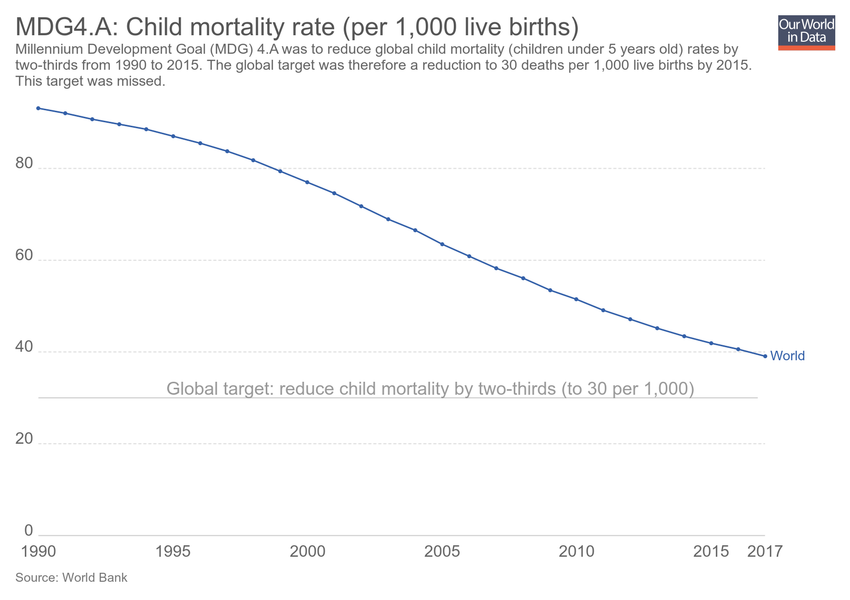 MDG4.A: Child mortality rate (per 1,000 live births)
Our World
in Data
Millennium Development Goal (MDG) 4.A was to reduce global child mortality (children under 5 years old) rates by
two-thirds from 1990 to 2015. The global target was therefore a reduction to 30 deaths per 1,000 live births by 2015.
This target was missed.
80
60
40
World
Global target: reduce child mortality by two-thirds (to 30 per 1,000)
20
0
1990 1995 2000 2005 2010 2015 2017
Source: World Bank